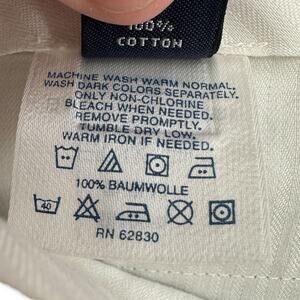 100%
COTTON
MACHINE WASH WARM NORMAL.
WASH DARK COLORS SEPARATELY.
ONLY NON-CHLORINE
BLEACH WHEN NEEDED.
REMOVE PROMPTLY.
TUMBLE DRY LOW.
WARM IRON IF NEEDED.
100% BAUMWOLLE
40
RN 62830